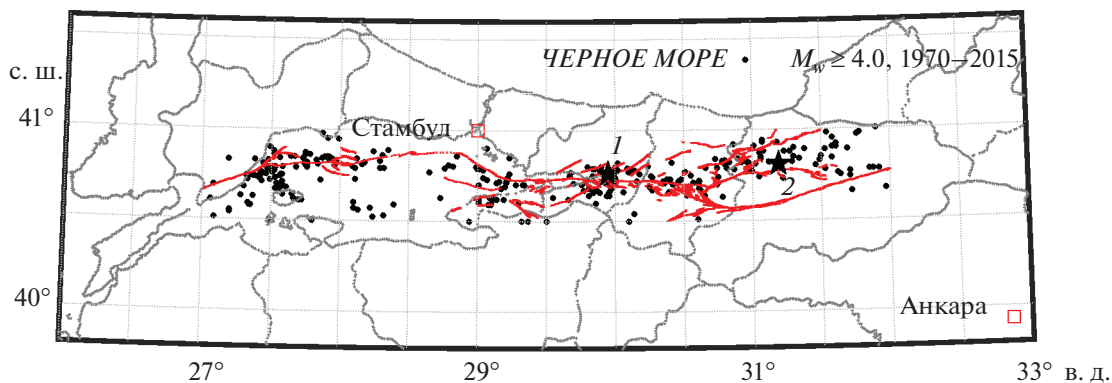 ЧЕРНОЕ МОРЕ
M_w ≥ 4.0, 1970–2015
с. ш.
41°
Стамбул
1
2
40°
Анкара
27°
29°
31°
33°
в. д.